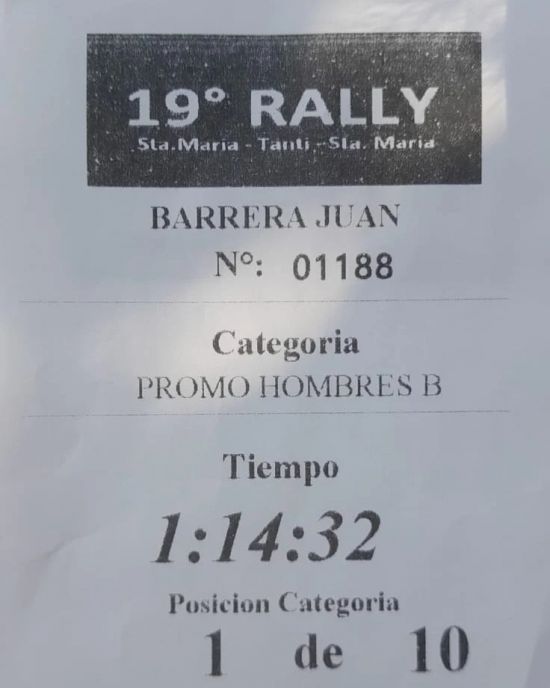 19° RALLY
Sta.Maria - Tanti - Sta. Maria
BARRERA JUAN
N°: 01188
Categoria
PROMO HOMBRES B
Tiempo
1:14:32
Posicion Categoria
1 de 10